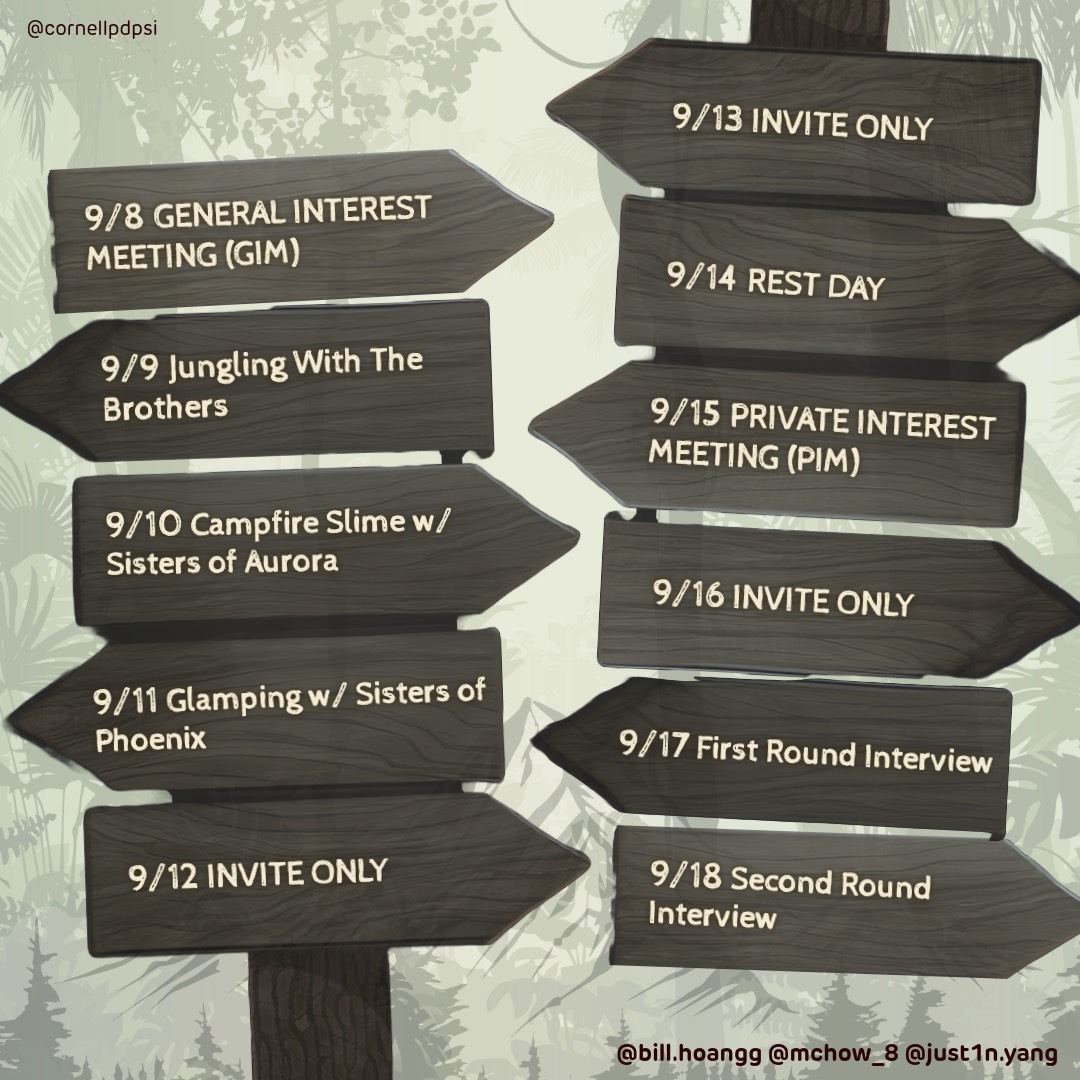 @cornellpdpsi
9/8 GENERAL INTEREST
MEETING (GIM)
9/9 Jungling With The
Brothers
9/10 Campfire Slime w/
Sisters of Aurora
9/11 Glamping w/ Sisters of
Phoenix
9/12 INVITE ONLY
9/13 INVITE ONLY
9/14 REST DAY
9/15 PRIVATE INTEREST
MEETING (PIM)
9/16 INVITE ONLY
9/17 First Round Interview
9/18 Second Round
Interview
@bill.hoangg @mchow_8 @just1n.yang